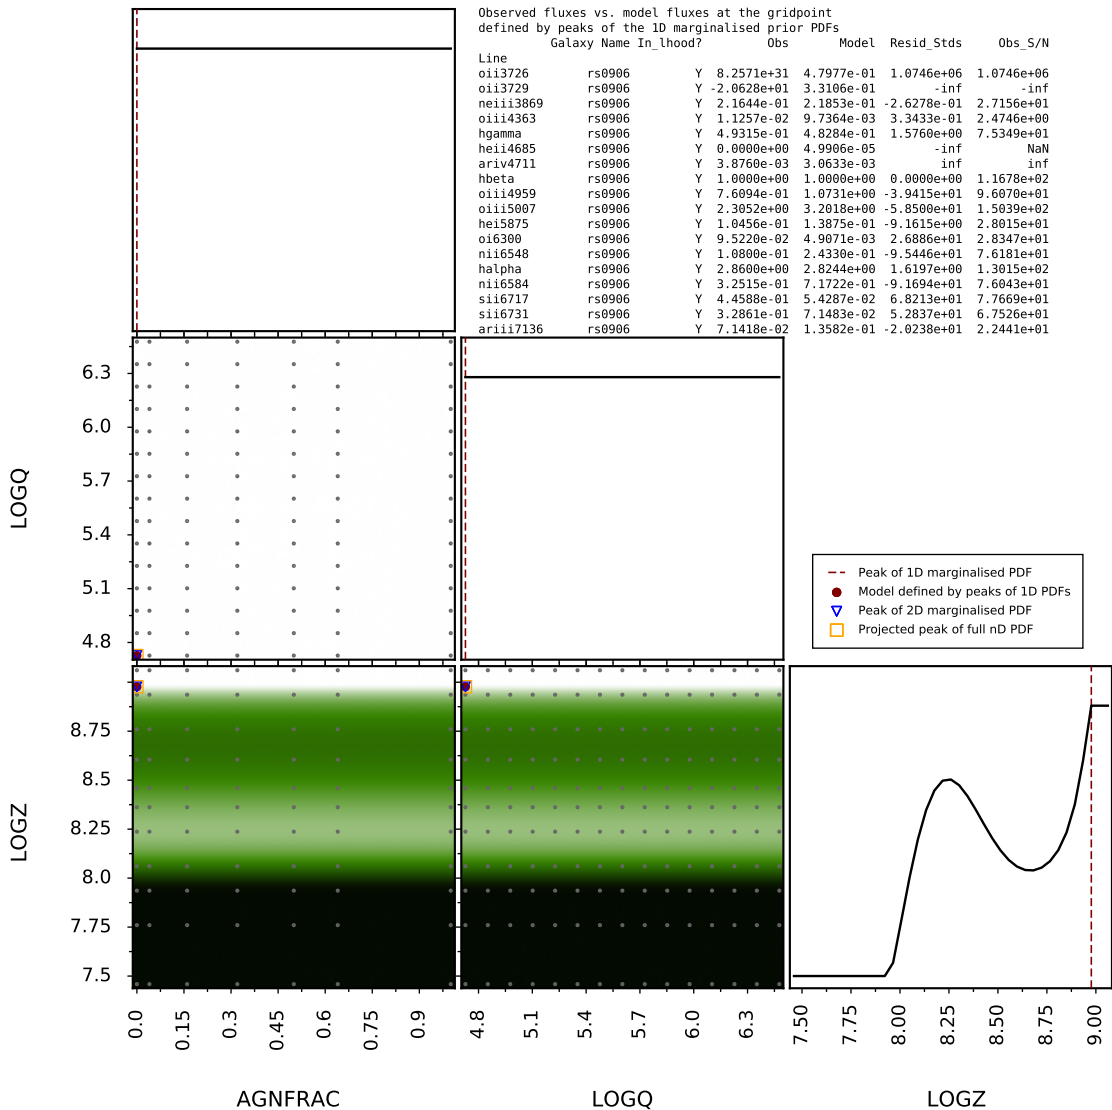 Observed fluxes vs. model fluxes at the gridpoint
defined by peaks of the 1D marginalised prior PDFs
Galaxy Name In_lhood? Obs Model Resid_Stds Obs_S/N
Line
oii3726 rs0906 Y 8.2571e+31 4.7977e-01 1.0746e+06 1.0746e+06
oii3729 rs0906 Y -2.0628e+01 3.3106e-01 -inf -inf
neiii3869 rs0906 Y 2.1644e-01 2.1853e-01 -2.6278e-01 2.7156e+01
oiii4363 rs0906 Y 1.1257e-02 9.7364e-03 3.3433e-01 2.4746e+00
hgamma rs0906 Y 4.9315e-01 4.8284e-01 1.5760e+00 7.5349e+01
heii4685 rs0906 Y 0.0000e+00 4.9906e-05 -inf NaN
ariv4711 rs0906 Y 3.8760e-03 3.0633e-03 inf inf
hbeta rs0906 Y 1.0000e+00 1.0000e+00 0.0000e+00 1.1678e+02
oiii4959 rs0906 Y 7.6094e-01 1.0731e+00 -3.9415e+01 9.6070e+01
oiii5007 rs0906 Y 2.3052e+00 3.2018e+00 -5.8500e+01 1.5039e+02
hei5875 rs0906 Y 1.0456e-01 1.3875e-01 -9.1615e+00 2.8015e+01
oi6300 rs0906 Y 9.5220e-02 4.9071e-03 2.6886e+01 2.8347e+01
nii6548 rs0906 Y 1.0801e-01 2.4330e-01 -9.5446e+01 7.6181e+01
halpha rs0906 Y 2.8600e+00 2.8244e+00 1.6197e+00 1.3015e+02
nii6584 rs0906 Y 3.2515e-01 7.1722e-01 -9.1694e+01 7.6043e+01
sii6717 rs0906 Y 4.4588e-01 5.4287e-02 6.8213e+01 7.7669e+01
sii6731 rs0906 Y 3.2861e-01 7.1483e-02 5.2837e+01 6.7526e+01
ariii7136 rs0906 Y 7.1418e-02 1.3582e-01 -2.0238e+01 2.2441e+01
6.3
6.0
5.7
5.4
5.1
4.8
LOGQ
Peak of 1D marginalised PDF
Model defined by peaks of 1D PDFs
Peak of 2D marginalised PDF
Projected peak of full nD PDF
8.75
8.5
8.25
8.0
7.75
7.5
LOGZ
0.0 0.15 0.3 0.45 0.6 0.75 0.9
4.8 5.1 5.4 5.7 6.0 6.3
7.50 7.75 8.00 8.25 8.50 8.75 9.00
AGNFRAC LOGQ LOGZ